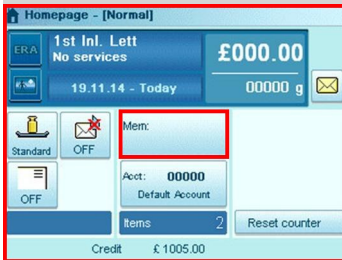 Homepage - [Normal]
ERA
1st Inl. Lett
No services
£000.00
19.11.14 - Today
00000 g
Standard
OFF
Mem:
OFF
Acct: 00000
Default Account
Items 2
Reset counter
Credit £ 1005.00